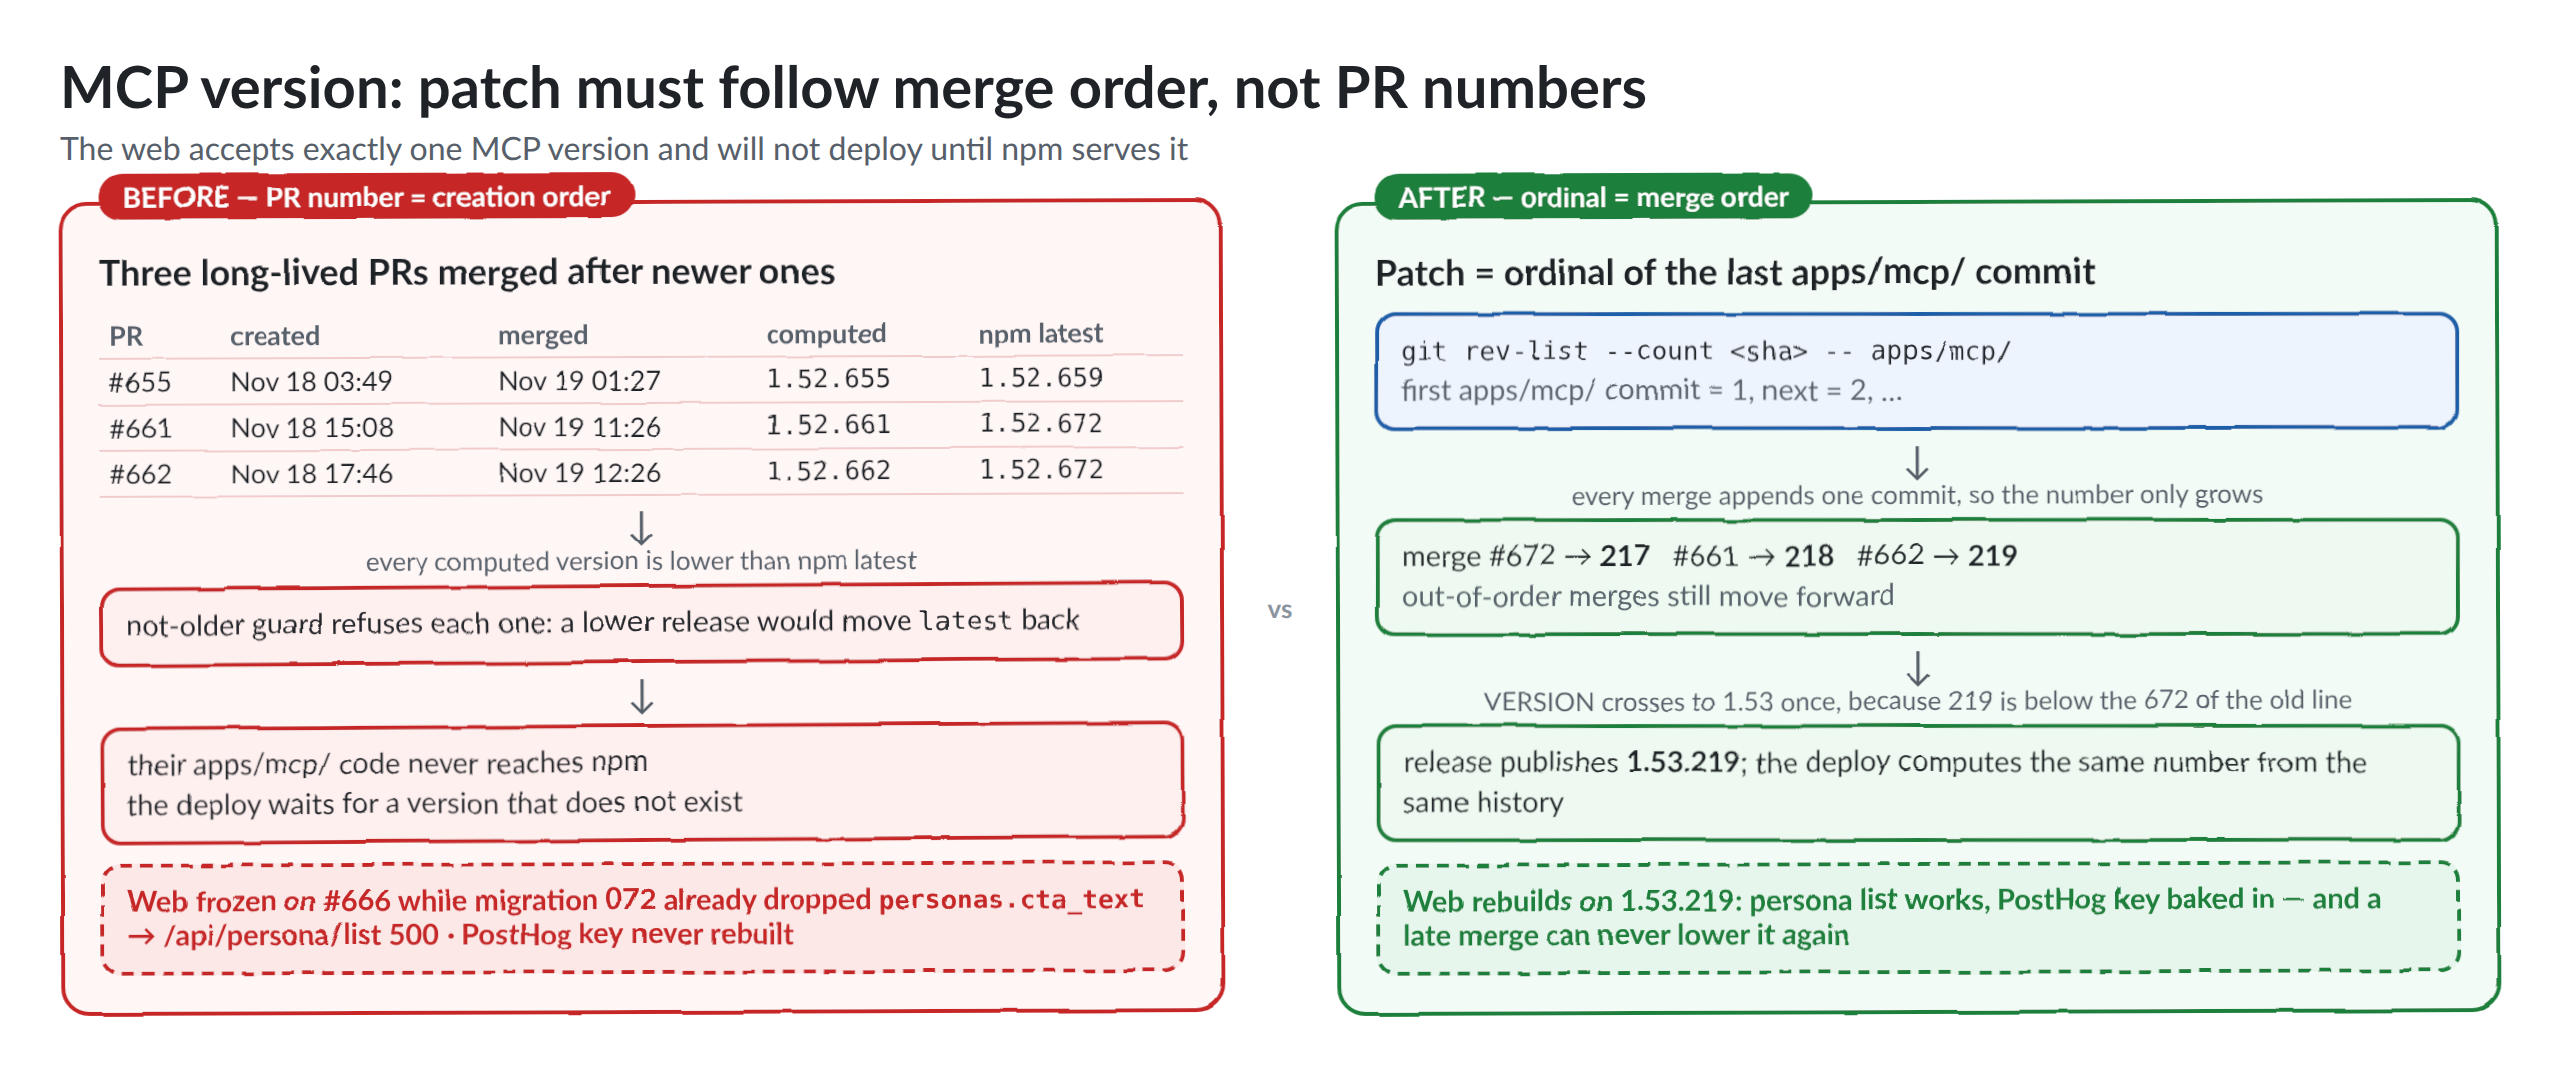 MCP version: patch must follow merge order, not PR numbers
The web accepts exactly one MCP version and will not deploy until npm serves it
BEFORE — PR number = creation order
Three long-lived PRs merged after newer ones
PR created merged computed npm latest
#655 Nov 18 03:49 Nov 19 01:27 1.52.655 1.52.659
#661 Nov 18 15:08 Nov 19 11:26 1.52.661 1.52.672
#662 Nov 18 17:46 Nov 19 12:26 1.52.662 1.52.672
↓
every computed version is lower than npm latest
not-older guard refuses each one: a lower release would move latest back
↓
their apps/mcp/ code never reaches npm
the deploy waits for a version that does not exist
Web frozen on #666 while migration 072 already dropped personas.cta_text
→ /api/persona/list 500 · PostHog key never rebuilt
vs
AFTER — ordinal = merge order
Patch = ordinal of the last apps/mcp/ commit
git rev-list --count <sha> -- apps/mcp/
first apps/mcp/ commit = 1, next = 2, ...
↓
every merge appends one commit, so the number only grows
merge #672 → 217 #661 → 218 #662 → 219
out-of-order merges still move forward
↓
VERSION crosses to 1.53 once, because 219 is below the 672 of the old line
release publishes 1.53.219; the deploy computes the same number from the
same history
Web rebuilds on 1.53.219: persona list works, PostHog key baked in — and a
late merge can never lower it again